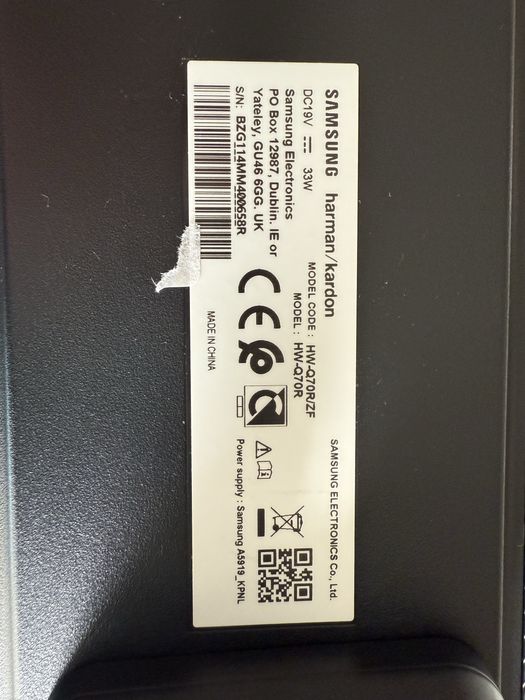 SAMSUNG harman/kardon
SAMSUNG ELECTRONICS Co., Ltd.
DC19V ⎓ 33W
MODEL CODE : HW-Q70R/ZF
MODEL : HW-Q70R
Samsung Electronics
PO Box 12987, Dublin. IE or
Yateley, GU46 6GG. UK
S/N: BZG114MM400658R
CE
MADE IN CHINA
Power supply : Samsung A5919_KPNL